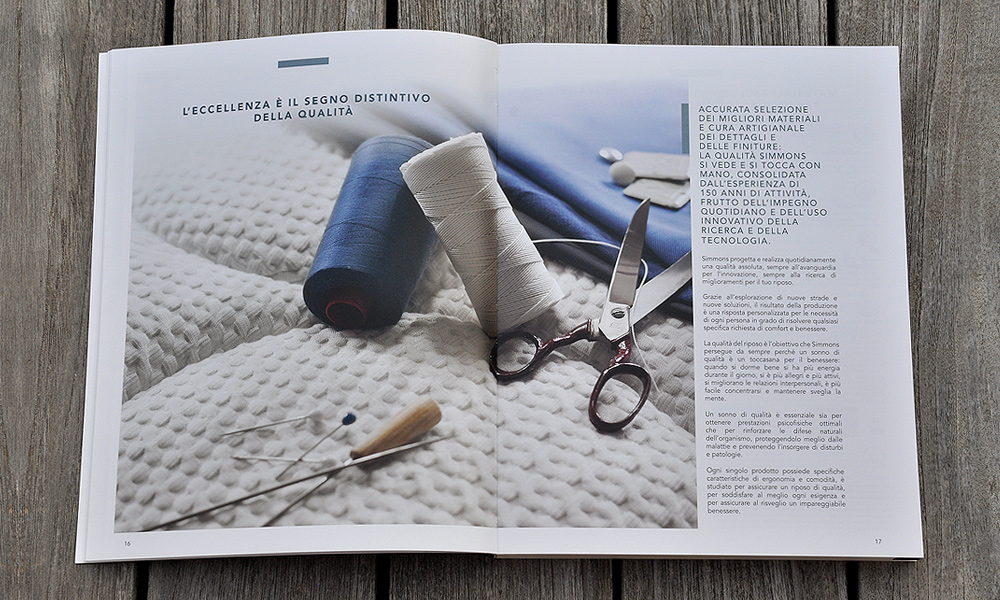 L'ECCELLENZA È IL SEGNO DISTINTIVO
DELLA QUALITÀ
ACCURATA SELEZIONE
DEI MIGLIORI MATERIALI
E CURA ARTIGIANALE
DEI DETTAGLI E
DELLE FINITURE:
LA QUALITÀ SIMMONS
SI VEDE E SI TOCCA CON
MANO, CONSOLIDATA
DALL'ESPERIENZA DI
150 ANNI DI ATTIVITÀ,
FRUTTO DELL'IMPEGNO
QUOTIDIANO E DELL'USO
INNOVATIVO DELLA
RICERCA E DELLA
TECNOLOGIA.
Simmons progetta e realizza quotidianamente
una qualità assoluta, sempre all'avanguardia
per l'innovazione, sempre alla ricerca di
miglioramenti per il tuo riposo.
Grazie all'esplorazione di nuove strade e
nuove soluzioni, il risultato della produzione
è una risposta personalizzata per le necessità
di ogni persona in grado di risolvere qualsiasi
specifica richiesta di comfort e benessere.
La qualità del riposo è l'obiettivo che Simmons
persegue da sempre perchè un sonno di
qualità è un toccasana per il benessere:
quando si dorme bene si ha più energia
durante il giorno, si è più allegri e più attivi,
si migliorano le relazioni interpersonali, è più
facile concentrarsi e mantenere sveglia la
mente.
Un sonno di qualità è essenziale sia per
ottenere prestazioni psicofisiche ottimali
che per rinforzare le difese naturali
dell'organismo, proteggendolo meglio dalle
malattie e prevenendo l'insorgere di disturbi
e patologie.
Ogni singolo prodotto possiede specifiche
caratteristiche di ergonomia e comodità, è
studiato per assicurare un riposo di qualità,
per soddisfare al meglio ogni esigenza e
per assicurare al risveglio un impareggiabile
benessere.
16
17